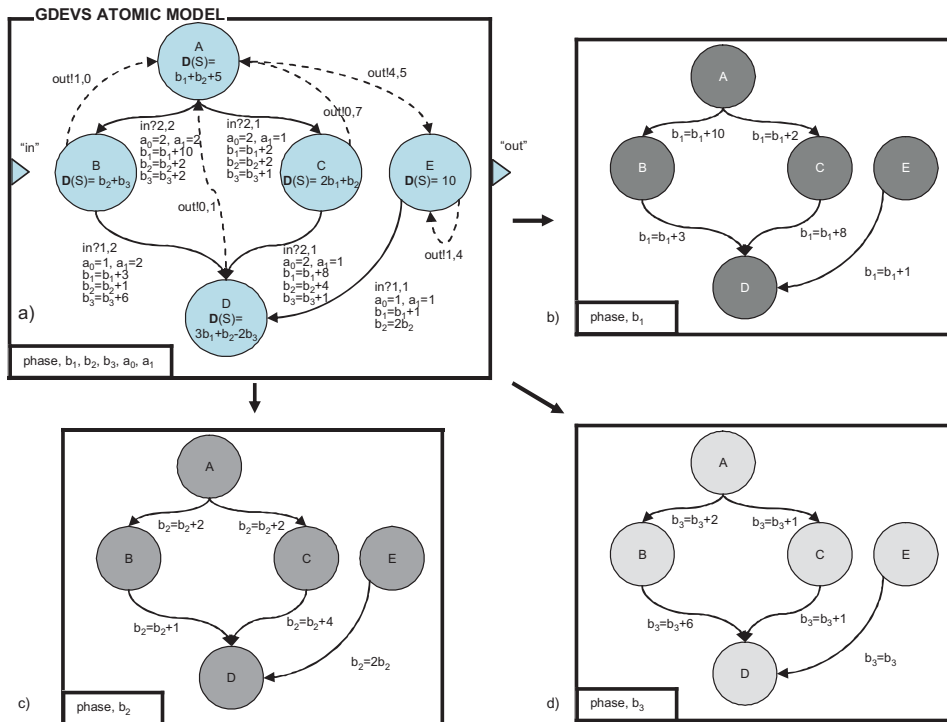 GDEVS ATOMIC MODEL
A
D(S)=
b₁+b₂+5
out!1,0
out!4,5
out!0,7
in?2,2
a₀=2, a₁=2
b₁=b₁+10
b₂=b₂+2
b₃=b₃+2
in?2,1
a₀=2, a₁=1
b₁=b₁+2
b₂=b₂+2
b₃=b₃+1
"in"
"out"
B
D(S)= b₂+b₃
C
D(S)= 2b₁+b₂
E
D(S)= 10
out!0,1
out!1,4
in?1,2
a₀=1, a₁=2
b₁=b₁+3
b₂=b₂+1
b₃=b₃+6
in?2,1
a₀=2, a₁=1
b₁=b₁+8
b₂=b₂+4
b₃=b₃+1
in?1,1
a₀=1, a₁=1
b₁=b₁+1
b₂=2b₂
D
D(S)=
3b₁+b₂-2b₃
a)
phase, b₁, b₂, b₃, a₀, a₁
A
b₁=b₁+10
b₁=b₁+2
B
C
E
b₁=b₁+3
b₁=b₁+8
b₁=b₁+1
D
b)
phase, b₁
A
b₂=b₂+2
b₂=b₂+2
B
C
E
b₂=b₂+1
b₂=b₂+4
b₂=2b₂
D
c)
phase, b₂
A
b₃=b₃+2
b₃=b₃+1
B
C
E
b₃=b₃+6
b₃=b₃+1
b₃=b₃
D
d)
phase, b₃